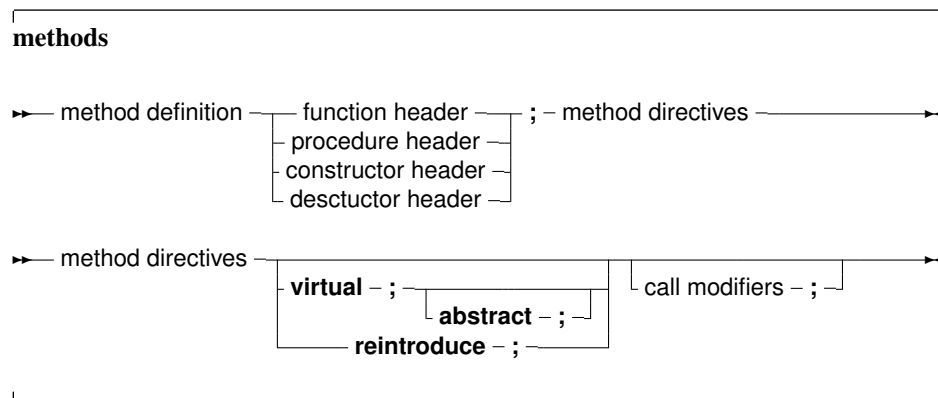 methods
method definition function header ; method directives
procedure header
constructor header
desctuctor header
method directives
virtual ; call modifiers ;
abstract ;
reintroduce ;